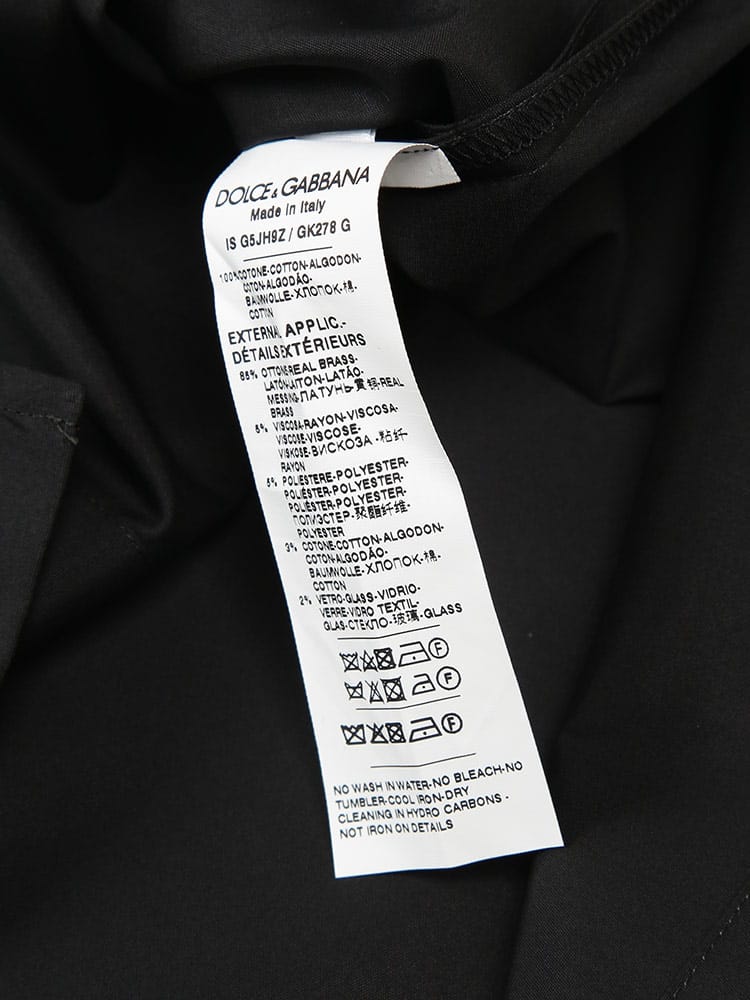 DOLCE & GABBANA
Made in Italy
IS G5JH9Z / GK278 G
100%COTONE-COTTON-ALGODON-
COTON-ALGODÃO-
BAUMWOLLE-ХЛОПОК-棉-
COTTON
EXTERNAL APPLIC.-
DÉTAILS EXTÉRIEURS
85% OTTONE-REAL BRASS-
LATÓN-LAITON-LATÃO-
MESSING-ЛАТУНЬ-黄铜-REAL
BRASS
5% VISCOSA-RAYON-VISCOSA-
VISCOSE-VISCOSE-
VISKOSE-ВИСКОЗА-粘纤-
RAYON
5% POLIESTERE-POLYESTER-
POLIÉSTER-POLYESTER-
POLIÉSTER-POLYESTER-
ПОЛИЭСТЕР-聚酯纤维-
POLYESTER
3% COTONE-COTTON-ALGODON-
COTON-ALGODÃO-
BAUMWOLLE-ХЛОПОК-棉-
COTTON
2% VETRO-GLASS-VIDRIO-
VERRE-VIDRO TEXTIL-
GLAS-СТЕКЛО-玻璃-GLASS
F
F
F
NO WASH IN WATER-NO BLEACH-NO
TUMBLER-COOL IRON-DRY
CLEANING IN HYDRO CARBONS -
NOT IRON ON DETAILS